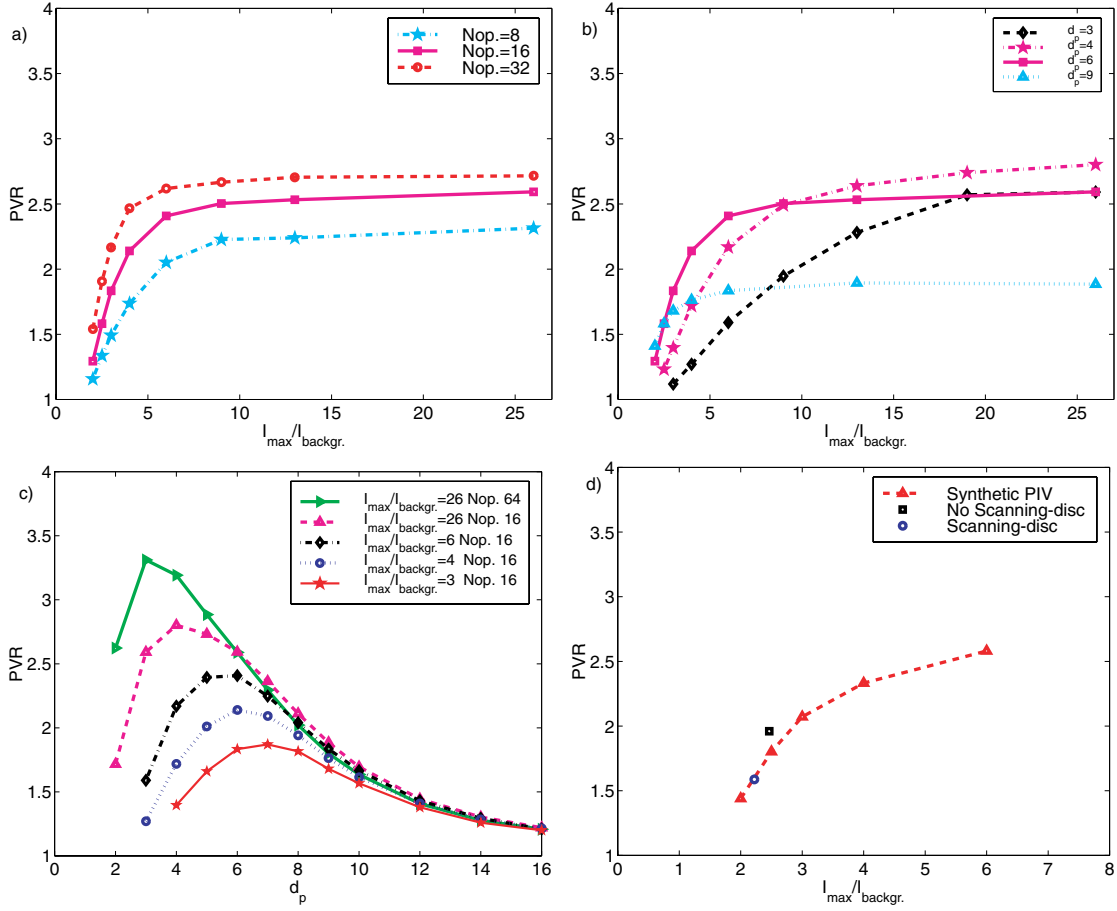 a)
4
3.5
3
2.5
2
1.5
1
PVR
0 5 10 15 20 25
I_max/I_backgr.
Nop.=8
Nop.=16
Nop.=32
b)
4
3.5
3
2.5
2
1.5
1
PVR
0 5 10 15 20 25
I_max/I_backgr.
d_p=3
d_p=4
d_p=6
d_p=9
c)
4
3.5
3
2.5
2
1.5
1
PVR
0 2 4 6 8 10 12 14 16
d_p
I_max/I_backgr.=26 Nop. 64
I_max/I_backgr.=26 Nop. 16
I_max/I_backgr.=6 Nop. 16
I_max/I_backgr.=4 Nop. 16
I_max/I_backgr.=3 Nop. 16
d)
4
3.5
3
2.5
2
1.5
1
PVR
0 1 2 3 4 5 6 7 8
I_max/I_backgr.
Synthetic PIV
No Scanning-disc
Scanning-disc